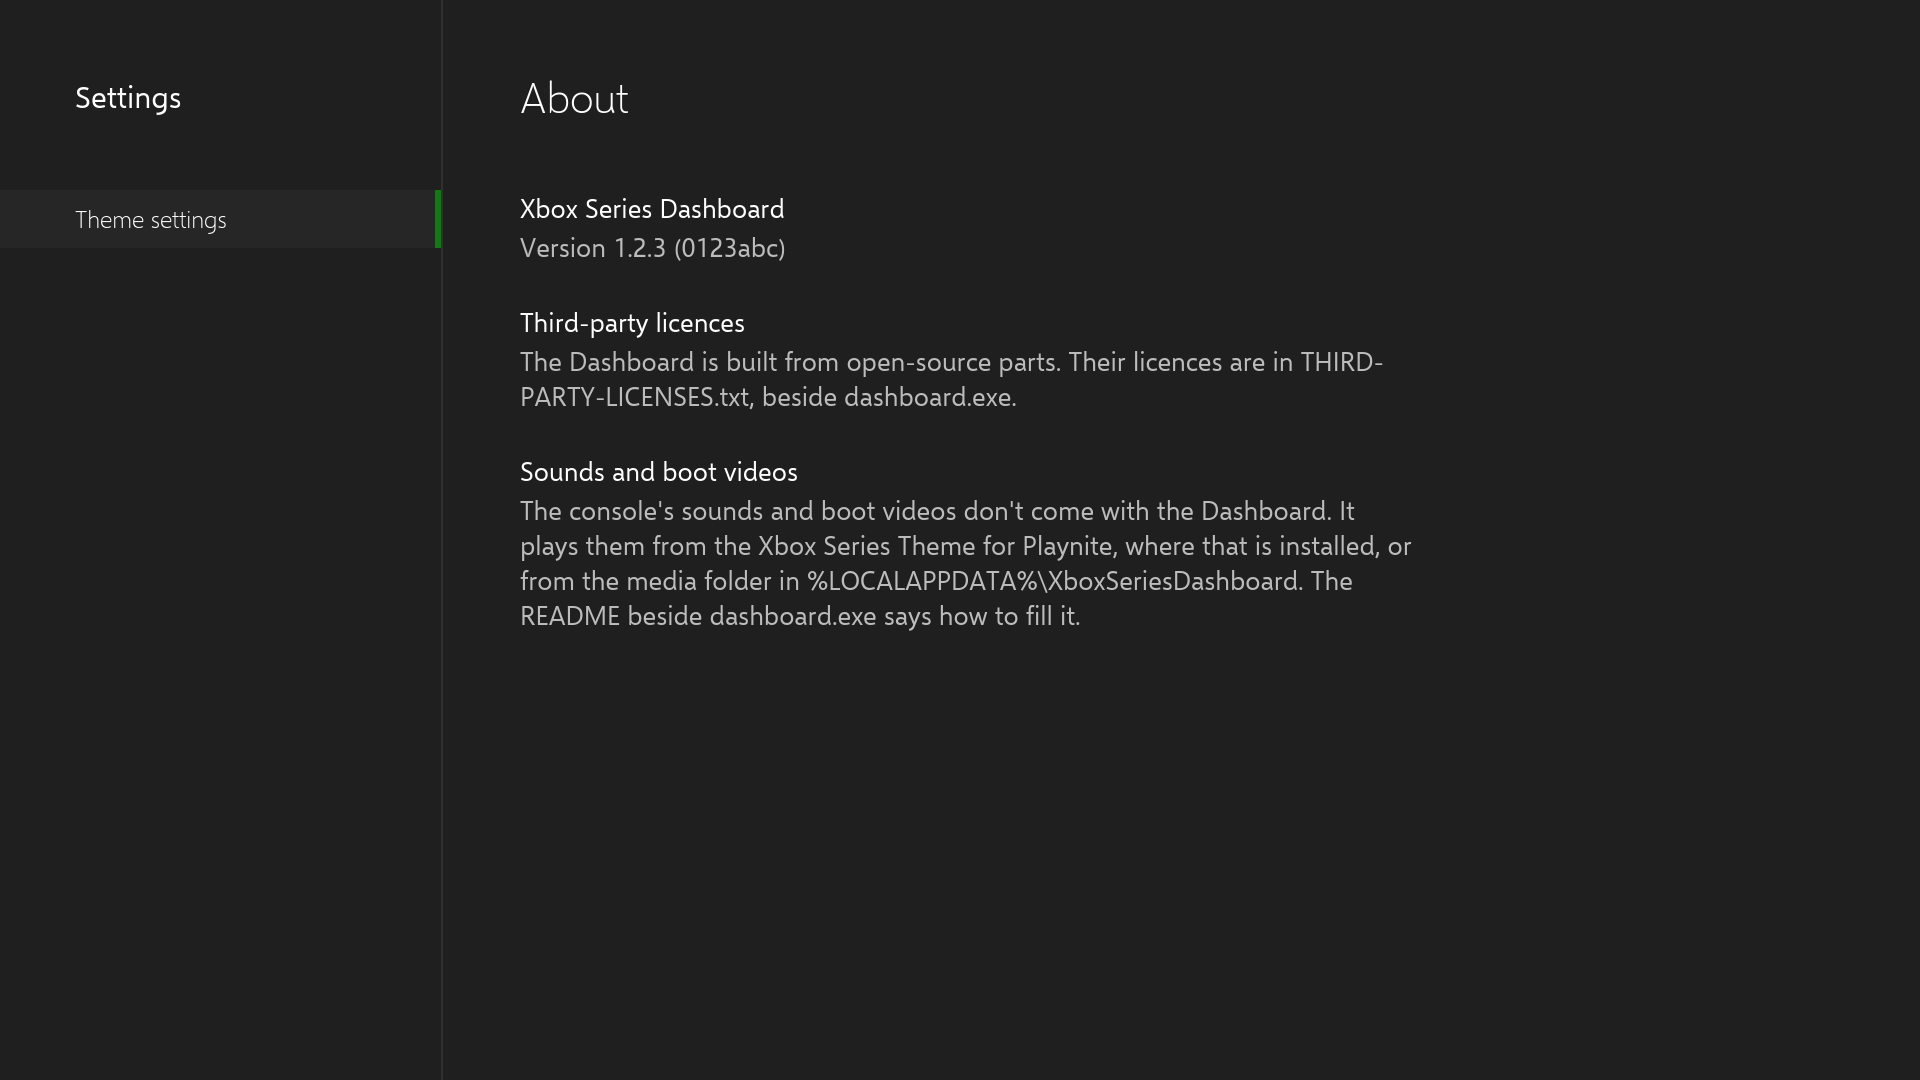 Settings
Theme settings
About
Xbox Series Dashboard
Version 1.2.3 (0123abc)
Third-party licences
The Dashboard is built from open-source parts. Their licences are in THIRD-
PARTY-LICENSES.txt, beside dashboard.exe.
Sounds and boot videos
The console's sounds and boot videos don't come with the Dashboard. It
plays them from the Xbox Series Theme for Playnite, where that is installed, or
from the media folder in %LOCALAPPDATA%\XboxSeriesDashboard. The
README beside dashboard.exe says how to fill it.